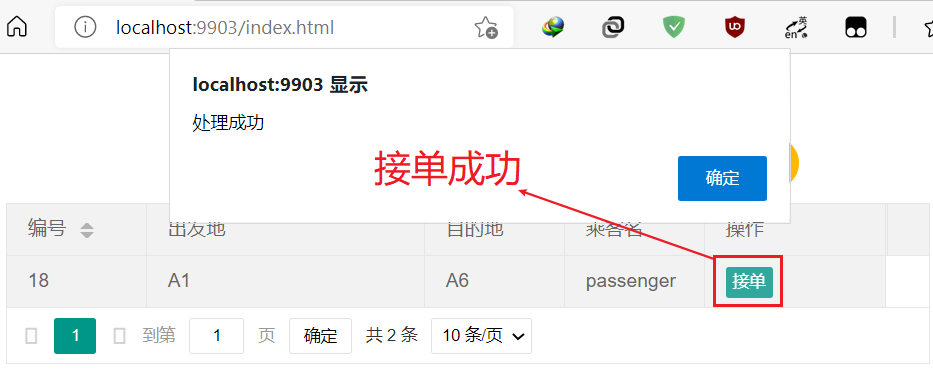 localhost:9903/index.html
英
en
localhost:9903 显示
处理成功
接单成功
确定
编号 出发地 目的地 乘客名 操作
18 A1 A6 passenger 接单
1 到第 1 页 确定 共 2 条 10 条/页